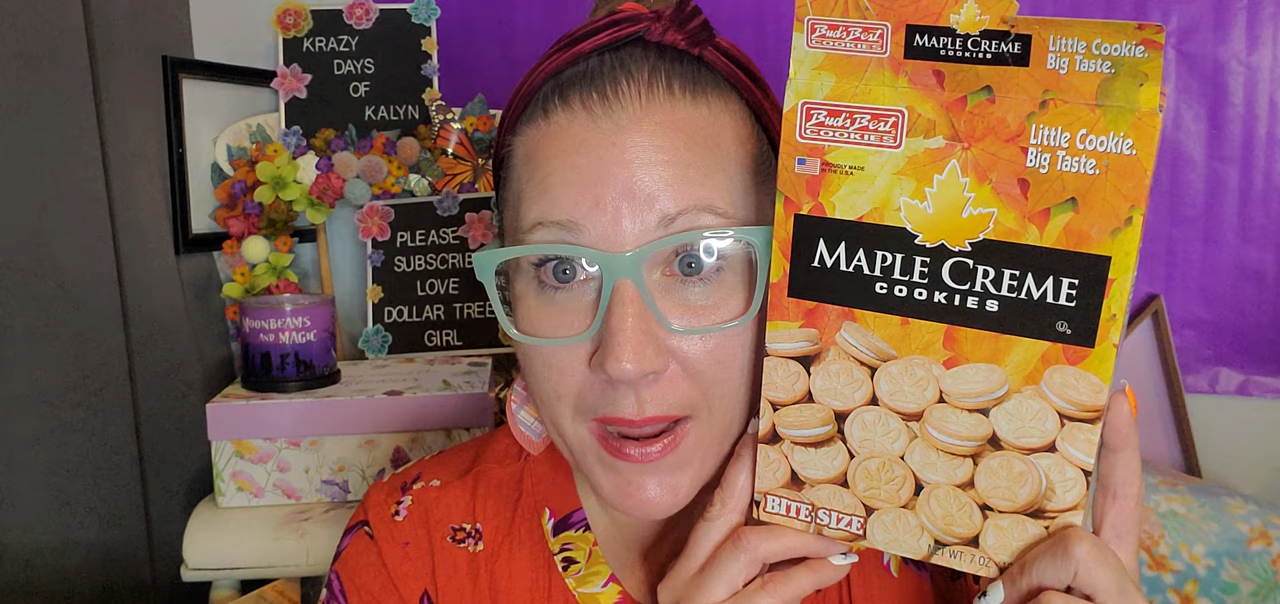 KRAZY
DAYS
OF
KALYN
PLEASE
SUBSCRIBE
LOVE
DOLLAR TREE
GIRL
MOONBEAMS
AND MAGIC
Bud's Best
COOKIES
MAPLE CREME
COOKIES
Little Cookie.
Big Taste.
Bud's Best
COOKIES
PROUDLY MADE
IN THE U.S.A.
Little Cookie.
Big Taste.
MAPLE CREME
COOKIES
BITE SIZE
NET WT. 7 OZ